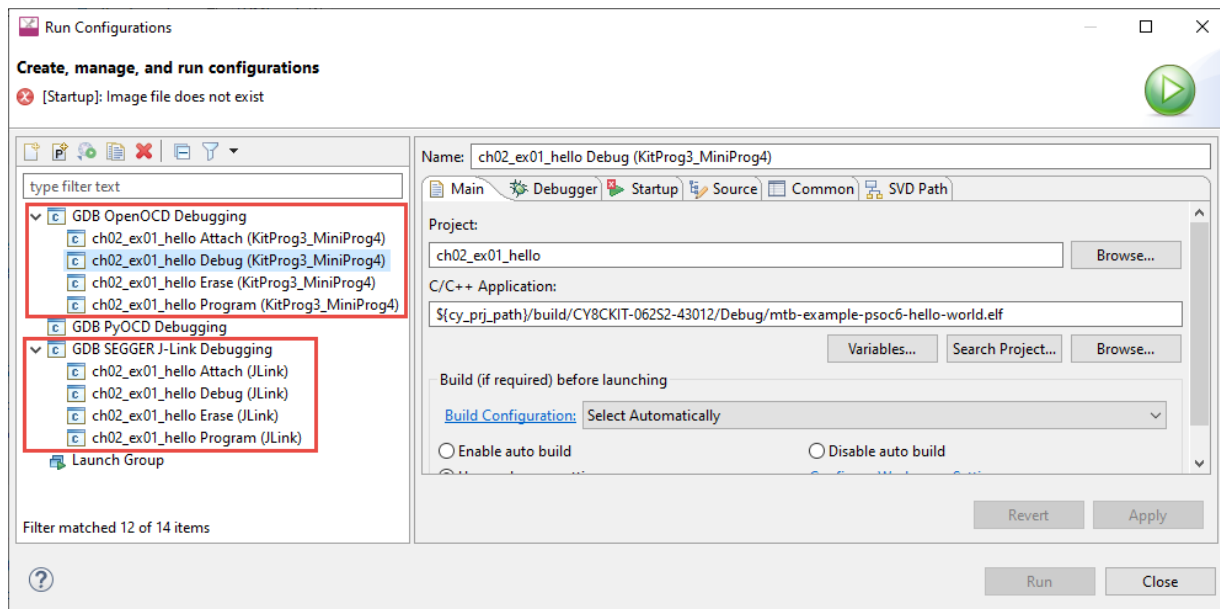 Run Configurations
Create, manage, and run configurations
[Startup]: Image file does not exist
type filter text
GDB OpenOCD Debugging
ch02_ex01_hello Attach (KitProg3_MiniProg4)
ch02_ex01_hello Debug (KitProg3_MiniProg4)
ch02_ex01_hello Erase (KitProg3_MiniProg4)
ch02_ex01_hello Program (KitProg3_MiniProg4)
GDB PyOCD Debugging
GDB SEGGER J-Link Debugging
ch02_ex01_hello Attach (JLink)
ch02_ex01_hello Debug (JLink)
ch02_ex01_hello Erase (JLink)
ch02_ex01_hello Program (JLink)
Launch Group
Filter matched 12 of 14 items
Name: ch02_ex01_hello Debug (KitProg3_MiniProg4)
Main Debugger Startup Source Common SVD Path
Project:
ch02_ex01_hello Browse...
C/C++ Application:
${cy_prj_path}/build/CY8CKIT-062S2-43012/Debug/mtb-example-psoc6-hello-world.elf
Variables... Search Project... Browse...
Build (if required) before launching
Build Configuration: Select Automatically
Enable auto build Disable auto build
Revert Apply
? Run Close